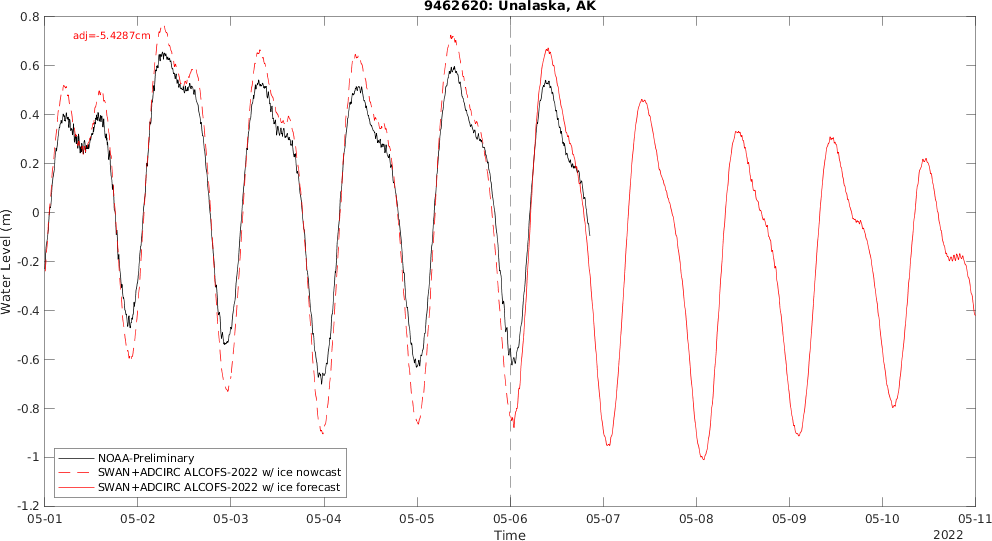 9462620: Unalaska, AK
adj=-5.4287cm
0.8
0.6
0.4
0.2
0
-0.2
-0.4
-0.6
-0.8
-1
-1.2
Water Level (m)
NOAA-Preliminary
SWAN+ADCIRC ALCOFS-2022 w/ ice nowcast
SWAN+ADCIRC ALCOFS-2022 w/ ice forecast
05-01 05-02 05-03 05-04 05-05 05-06 05-07 05-08 05-09 05-10 05-11
Time
2022